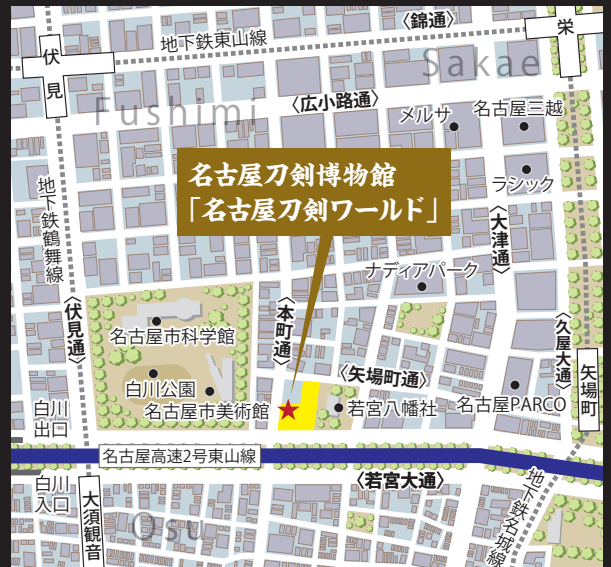 〈錦通〉
栄
地下鉄東山線
伏見
Sakae
Fushimi
〈広小路通〉
メルサ
名古屋三越
名古屋刀剣博物館
「名古屋刀剣ワールド」
ラシック
地下鉄鶴舞線
〈大津通〉
ナディアパーク
〈伏見通〉
〈本町通〉
〈久屋大通〉
名古屋市科学館
〈矢場町通〉
矢場町
白川公園
名古屋市美術館
若宮八幡社
名古屋PARCO
白川
出口
名古屋高速2号東山線
白川
入口
〈若宮大通〉
大須観音
Osu
地下鉄名城線